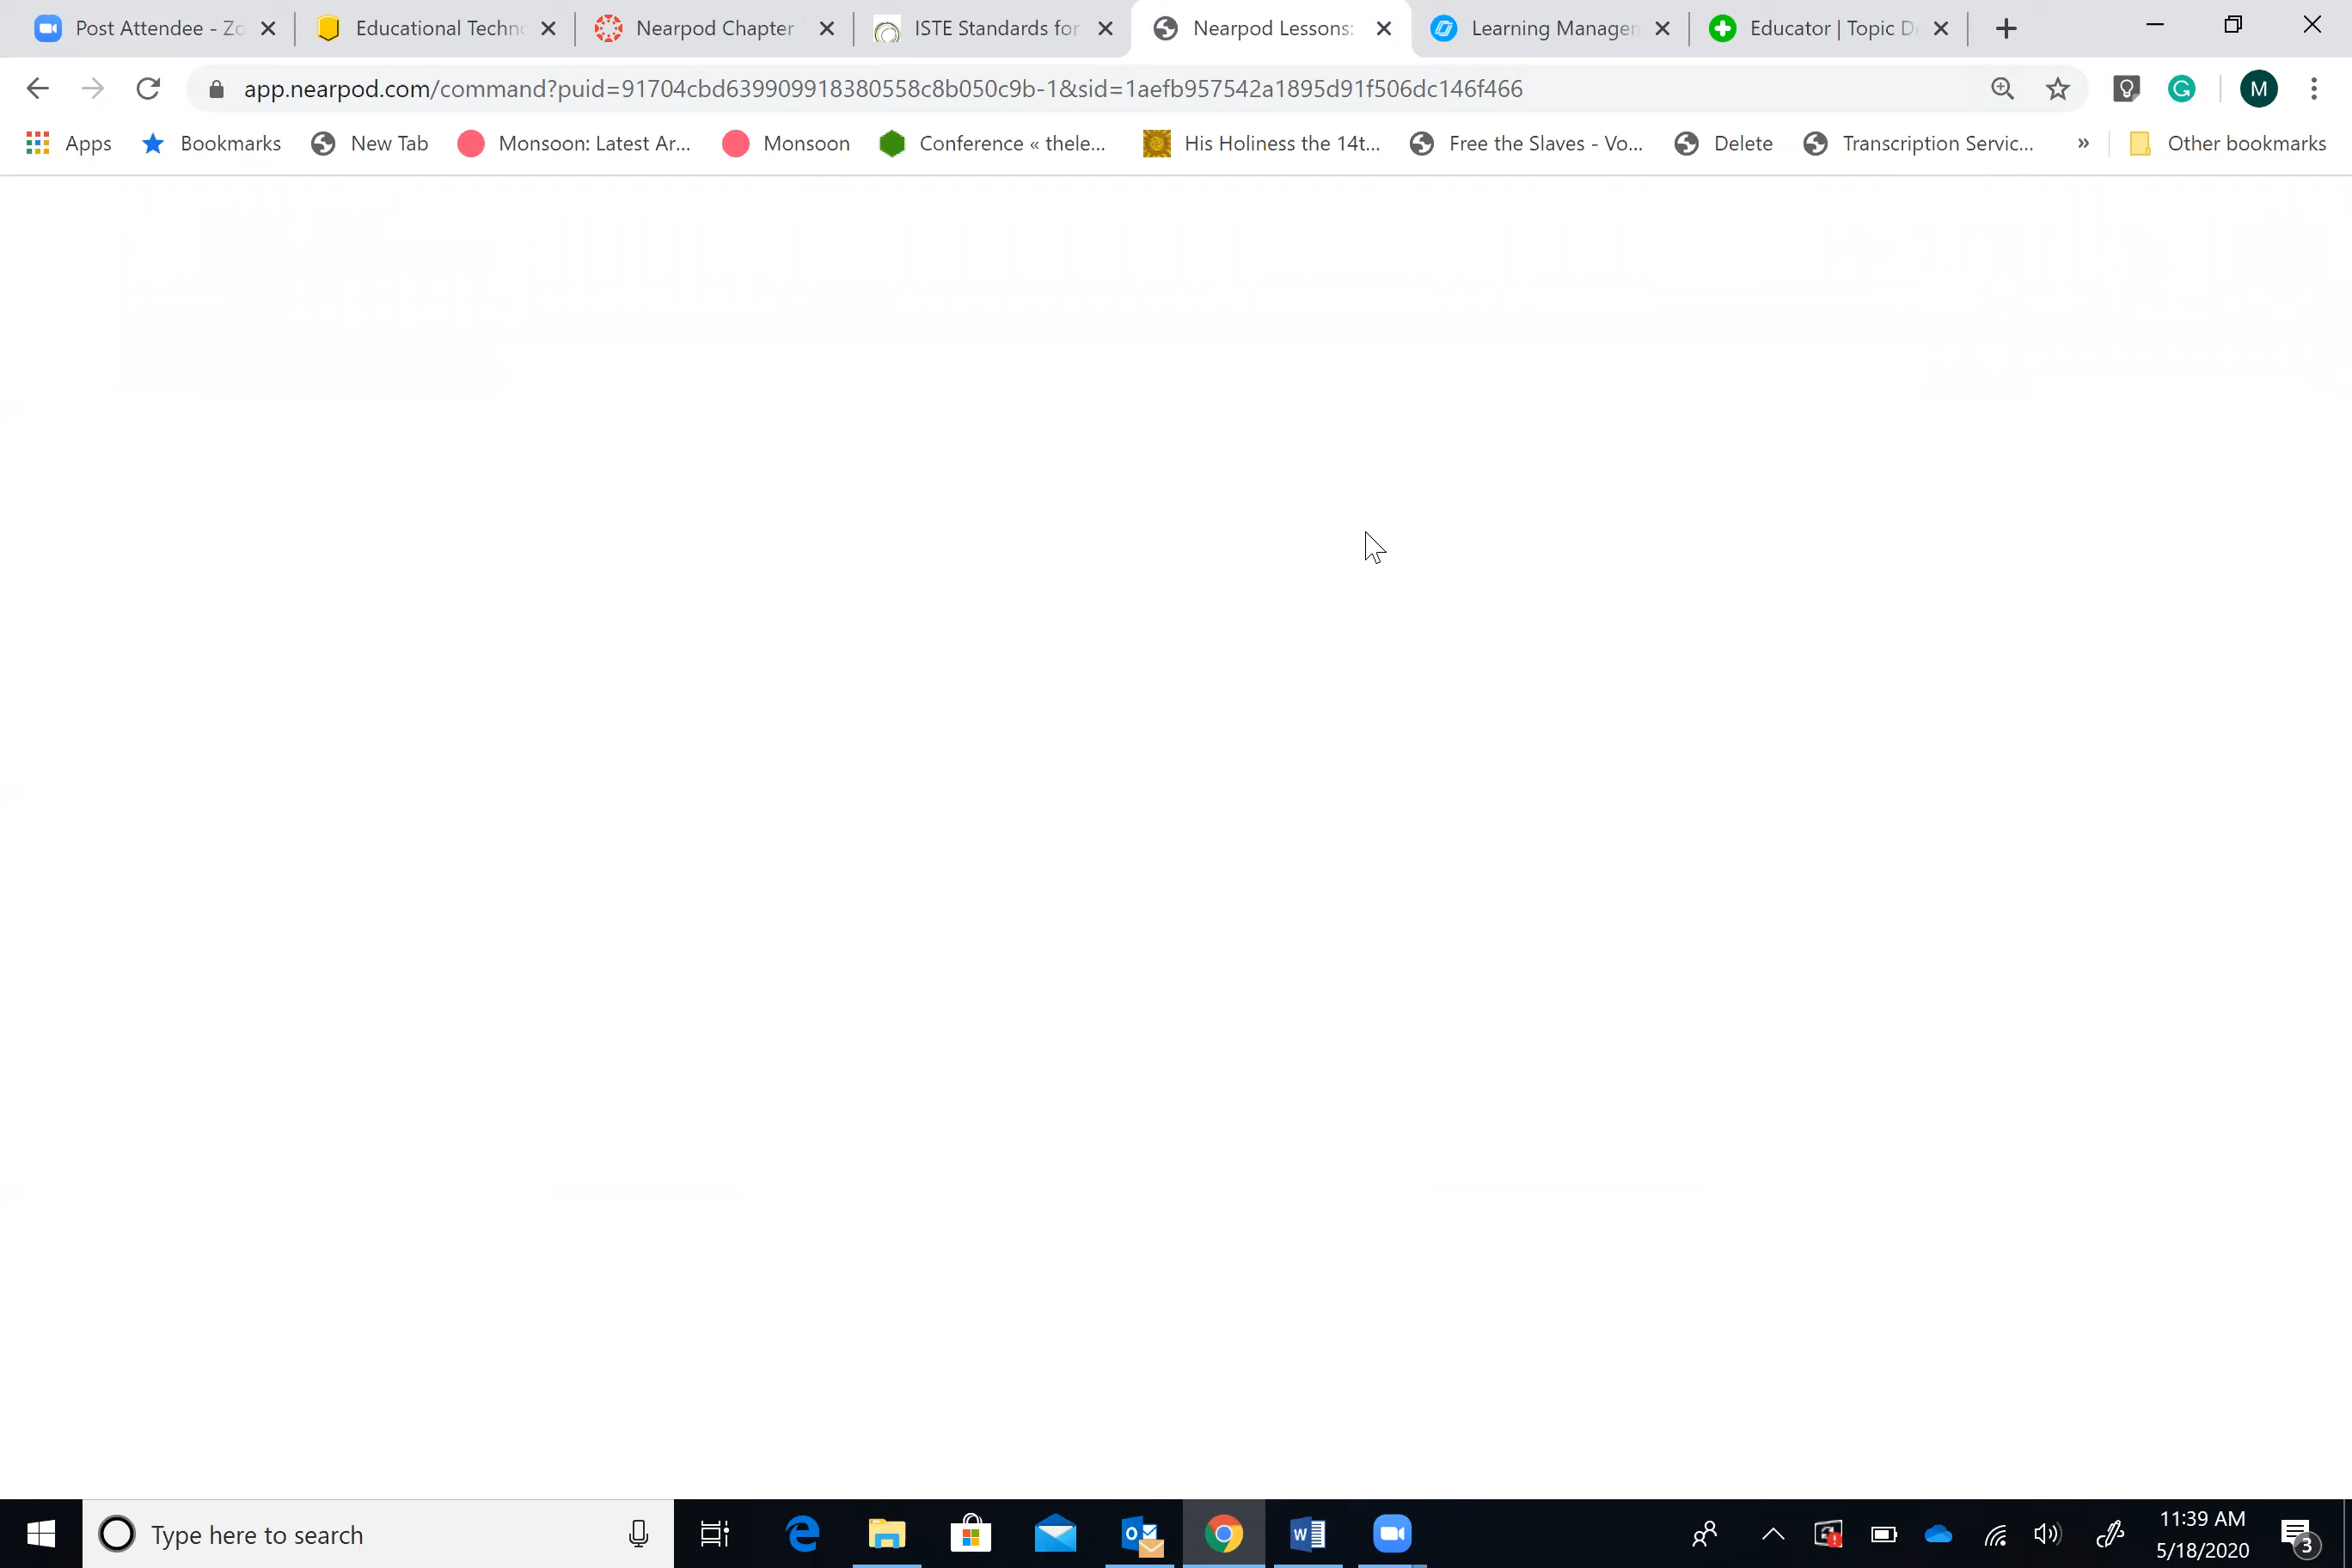 Post Attendee - Zo
Educational Techno
Nearpod Chapter
ISTE Standards for
Nearpod Lessons:
Learning Managem
Educator | Topic D
app.nearpod.com/command?puid=91704cbd639909918380558c8b050c9b-1&sid=1aefb957542a1895d91f506dc146f466
M
Apps
Bookmarks
New Tab
Monsoon: Latest Ar...
Monsoon
Conference « thele...
His Holiness the 14t...
Free the Slaves - Vo...
Delete
Transcription Servic...
»
Other bookmarks
Type here to search
11:39 AM
5/18/2020
3